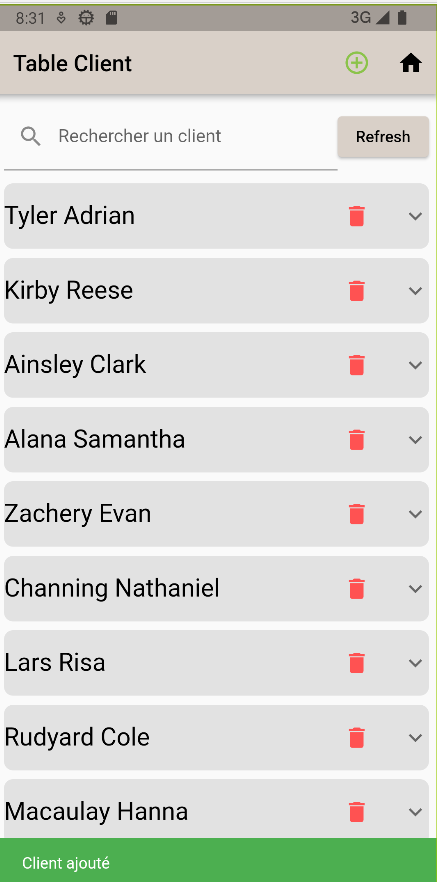 8:31 3G
Table Client
Rechercher un client Refresh
Tyler Adrian
Kirby Reese
Ainsley Clark
Alana Samantha
Zachery Evan
Channing Nathaniel
Lars Risa
Rudyard Cole
Macaulay Hanna
Client ajouté